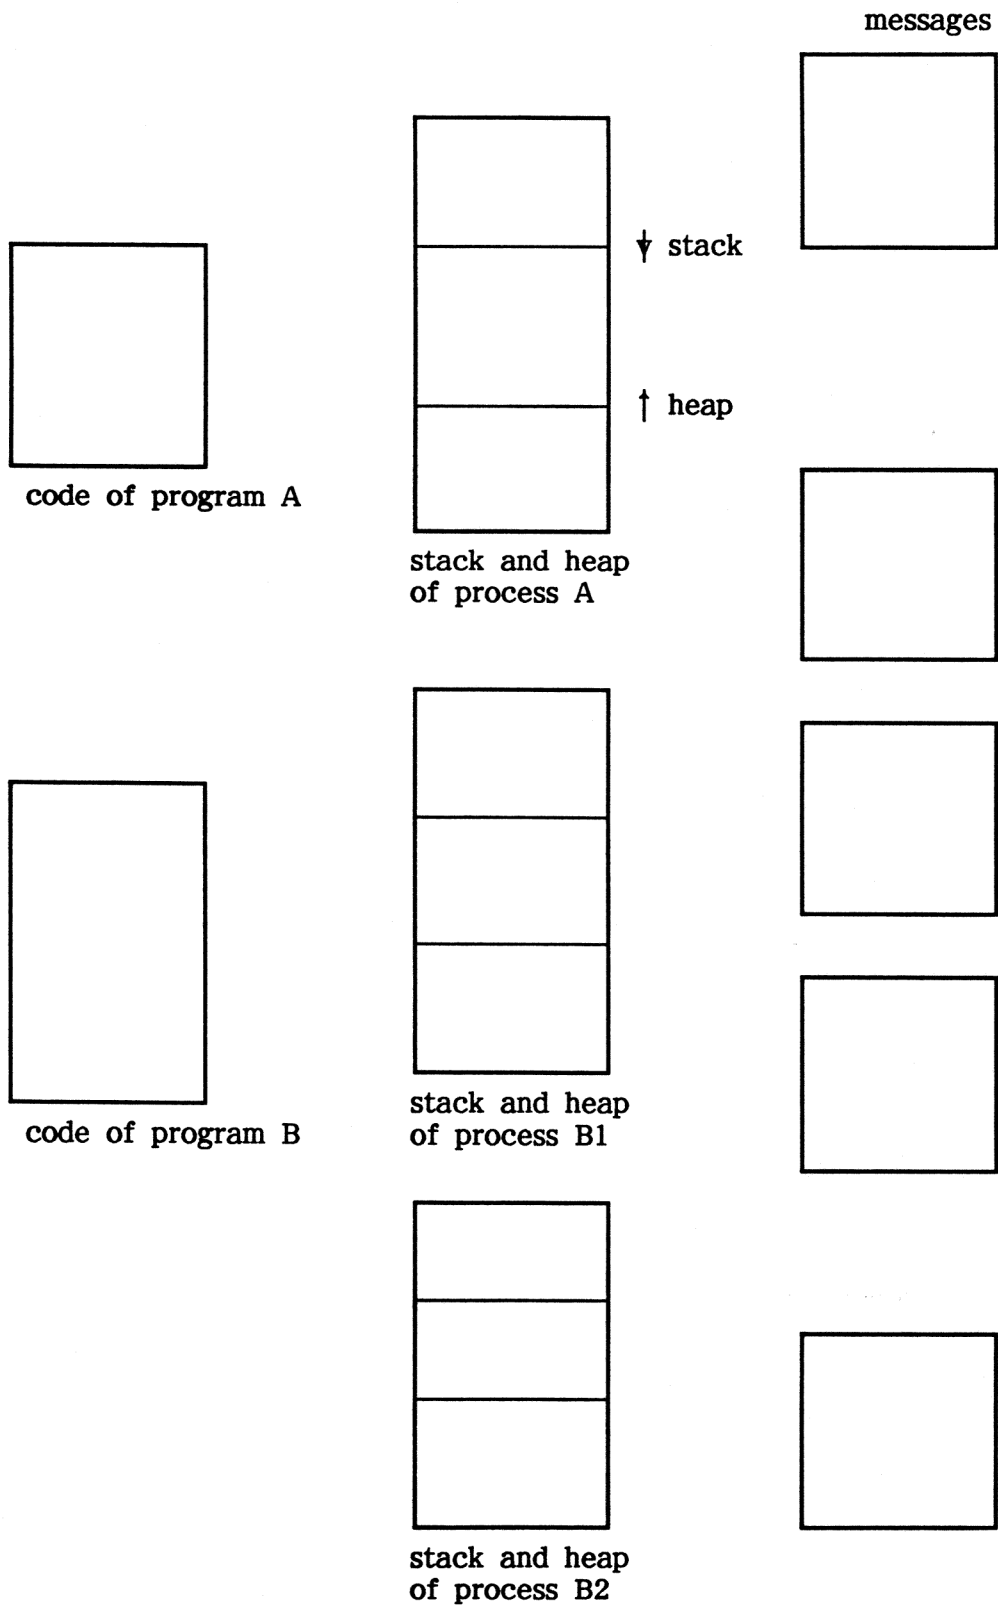 messages
stack
heap
code of program A
stack and heap
of process A
code of program B
stack and heap
of process B1
stack and heap
of process B2